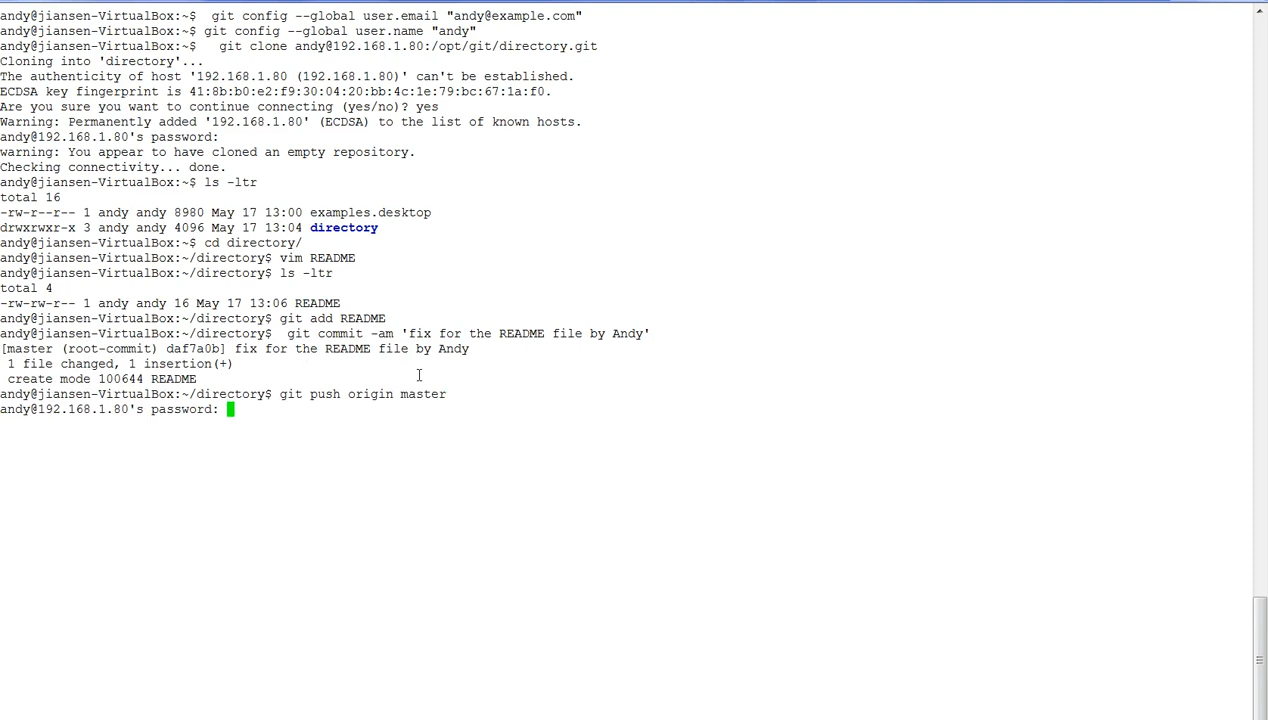 andy@jiansen-VirtualBox:~$  git config --global user.email "andy@example.com"
andy@jiansen-VirtualBox:~$ git config --global user.name "andy"
andy@jiansen-VirtualBox:~$   git clone andy@192.168.1.80:/opt/git/directory.git
Cloning into 'directory'...
The authenticity of host '192.168.1.80 (192.168.1.80)' can't be established.
ECDSA key fingerprint is 41:8b:b0:e2:f9:30:04:20:bb:4c:1e:79:bc:67:1a:f0.
Are you sure you want to continue connecting (yes/no)? yes
Warning: Permanently added '192.168.1.80' (ECDSA) to the list of known hosts.
andy@192.168.1.80's password:
warning: You appear to have cloned an empty repository.
Checking connectivity... done.
andy@jiansen-VirtualBox:~$ ls -ltr
total 16
-rw-r--r-- 1 andy andy 8980 May 17 13:00 examples.desktop
drwxrwxr-x 3 andy andy 4096 May 17 13:04 directory
andy@jiansen-VirtualBox:~$ cd directory/
andy@jiansen-VirtualBox:~/directory$ vim README
andy@jiansen-VirtualBox:~/directory$ ls -ltr
total 4
-rw-rw-r-- 1 andy andy 16 May 17 13:06 README
andy@jiansen-VirtualBox:~/directory$ git add README
andy@jiansen-VirtualBox:~/directory$  git commit -am 'fix for the README file by Andy'
[master (root-commit) daf7a0b] fix for the README file by Andy
 1 file changed, 1 insertion(+)
 create mode 100644 README
andy@jiansen-VirtualBox:~/directory$ git push origin master
andy@192.168.1.80's password: